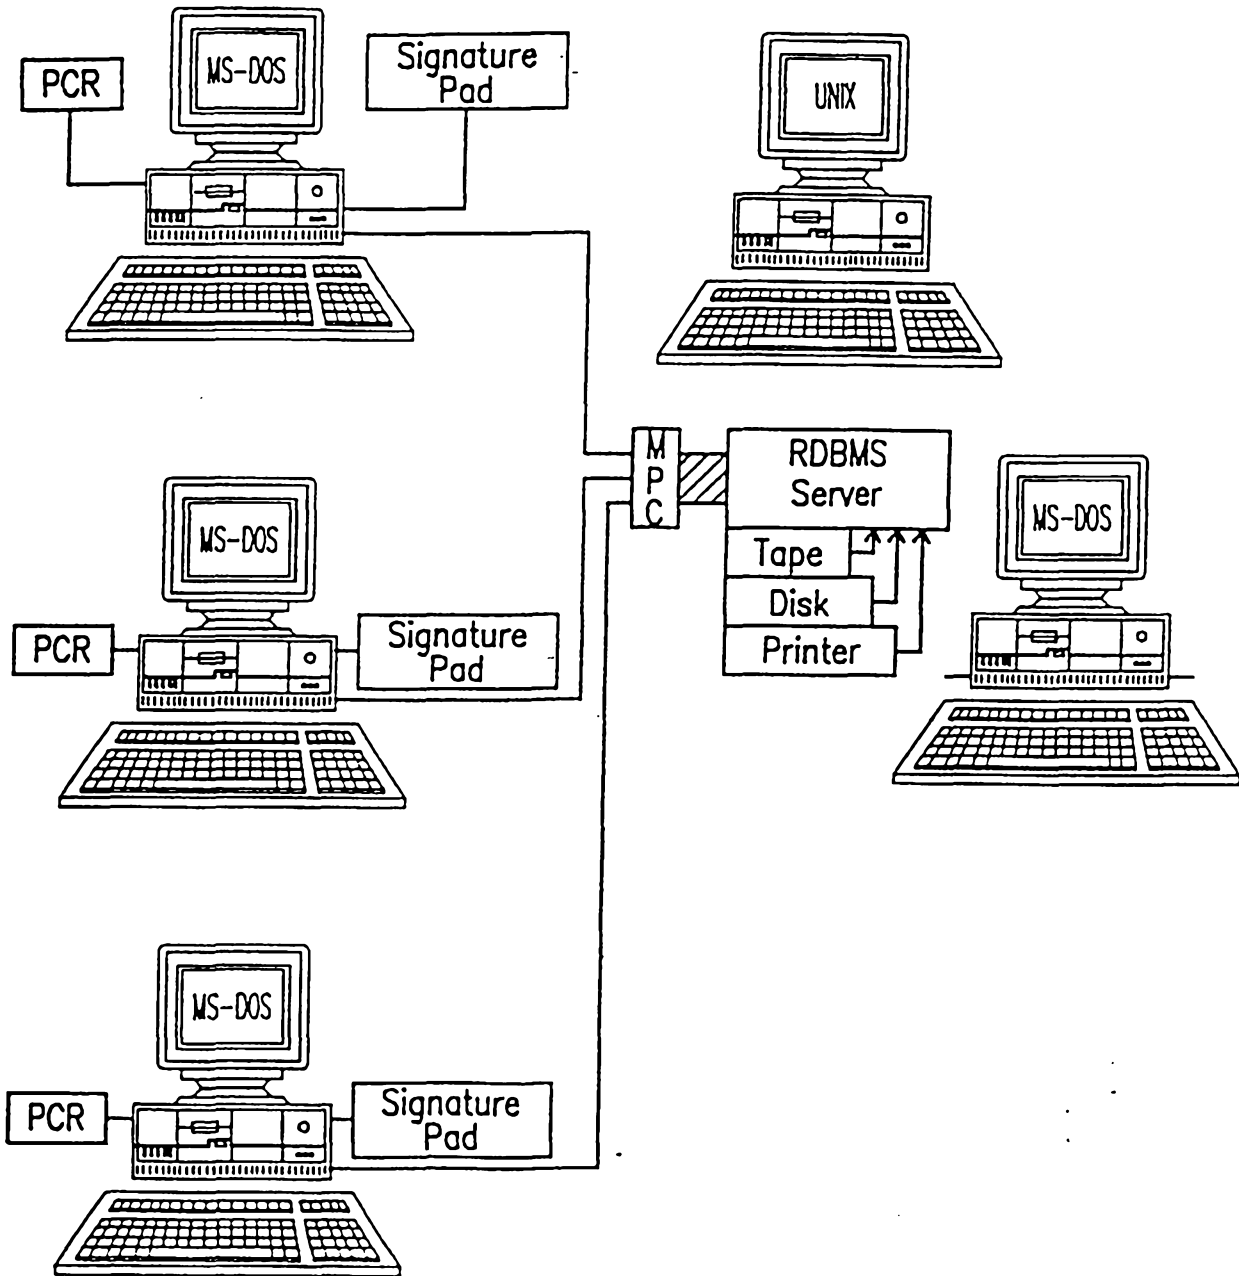 PCR
MS-DOS
Signature
Pad
UNIX
M
P
C
RDBMS
Server
Tape
Disk
Printer
MS-DOS
MS-DOS
PCR
Signature
Pad
MS-DOS
PCR
Signature
Pad